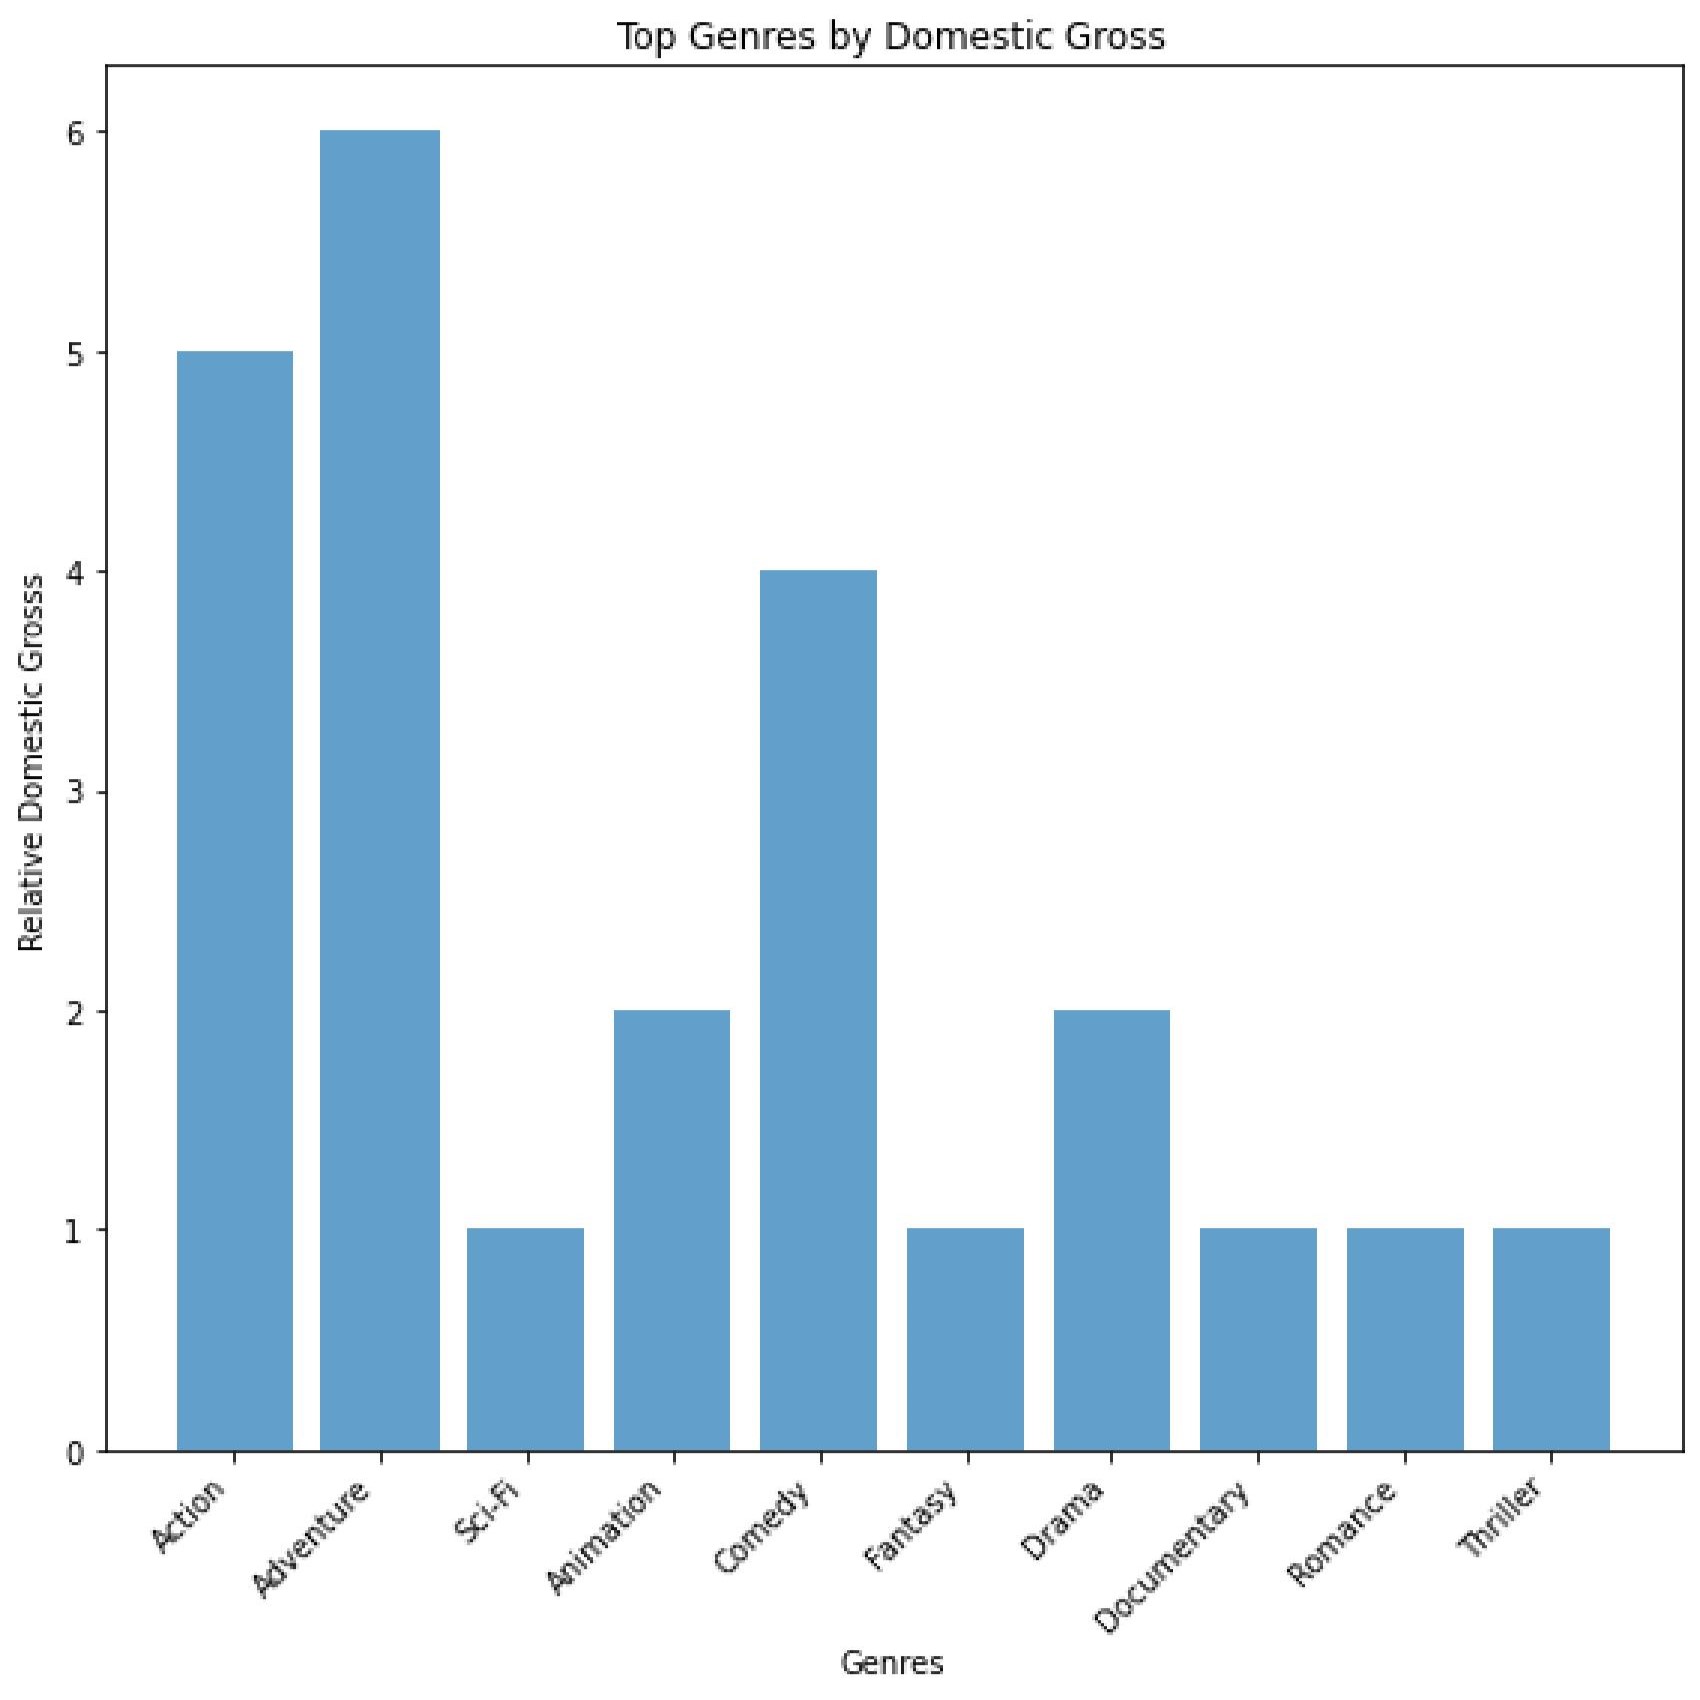 Top Genres by Domestic Gross
Relative Domestic Grosss
6
5
4
3
2
1
0
Action
Adventure
Sci-Fi
Animation
Comedy
Fantasy
Drama
Documentary
Romance
Thriller
Genres